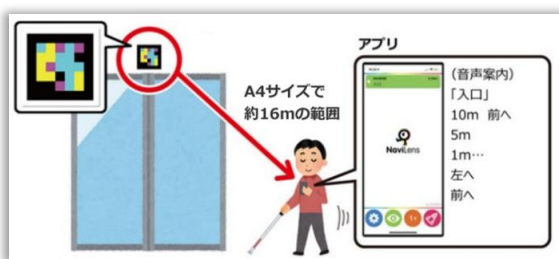 A4サイズで
約16mの範囲
アプリ
NaviLens
(音声案内)
「入口」
10m 前へ
5m
1m…
左へ
前へ